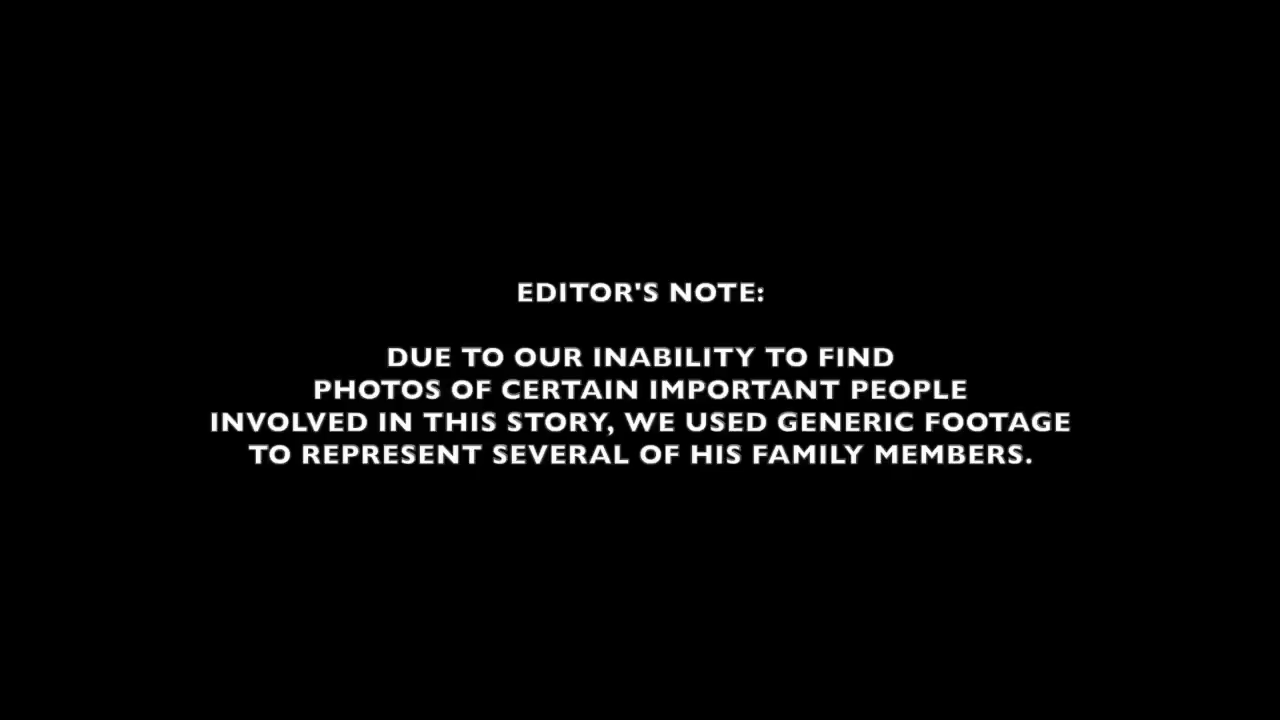 EDITOR'S NOTE:
DUE TO OUR INABILITY TO FIND
PHOTOS OF CERTAIN IMPORTANT PEOPLE
INVOLVED IN THIS STORY, WE USED GENERIC FOOTAGE
TO REPRESENT SEVERAL OF HIS FAMILY MEMBERS.